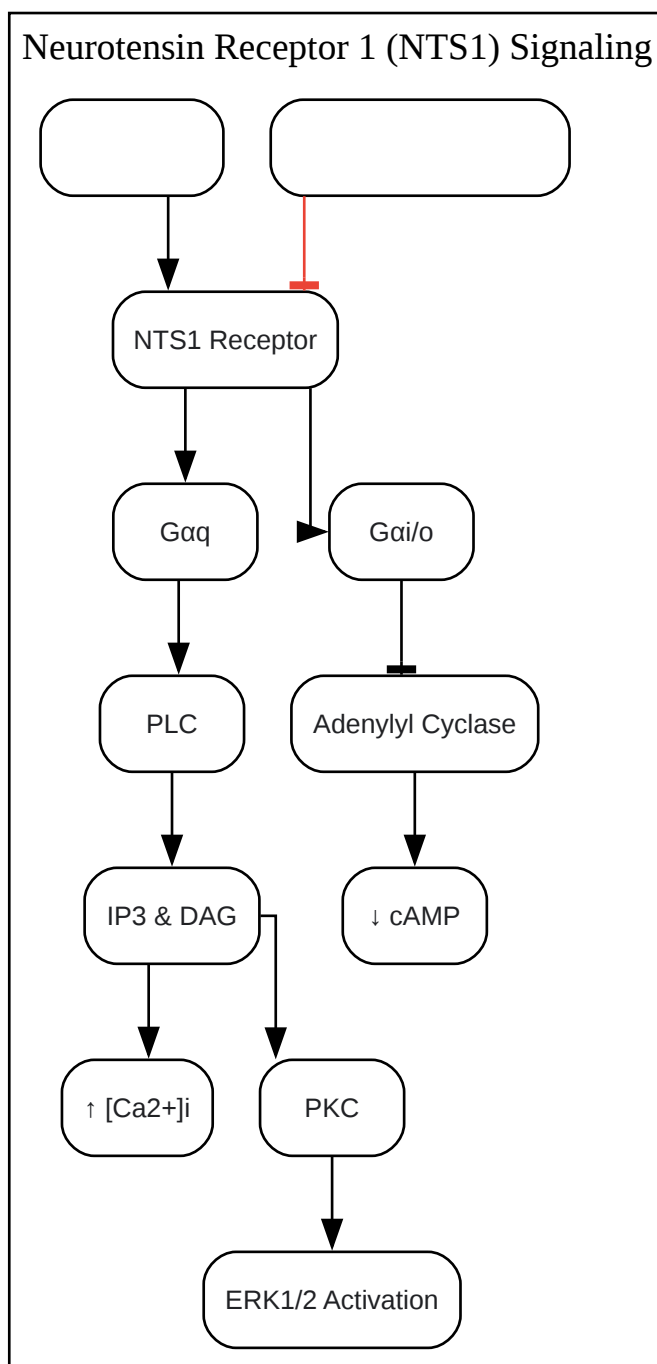 Neurotensin Receptor 1 (NTS1) Signaling
NTS1 Receptor
Gαq
Gαi/o
PLC
Adenylyl Cyclase
IP3 & DAG
↓ cAMP
↑ [Ca2+]i
PKC
ERK1/2 Activation